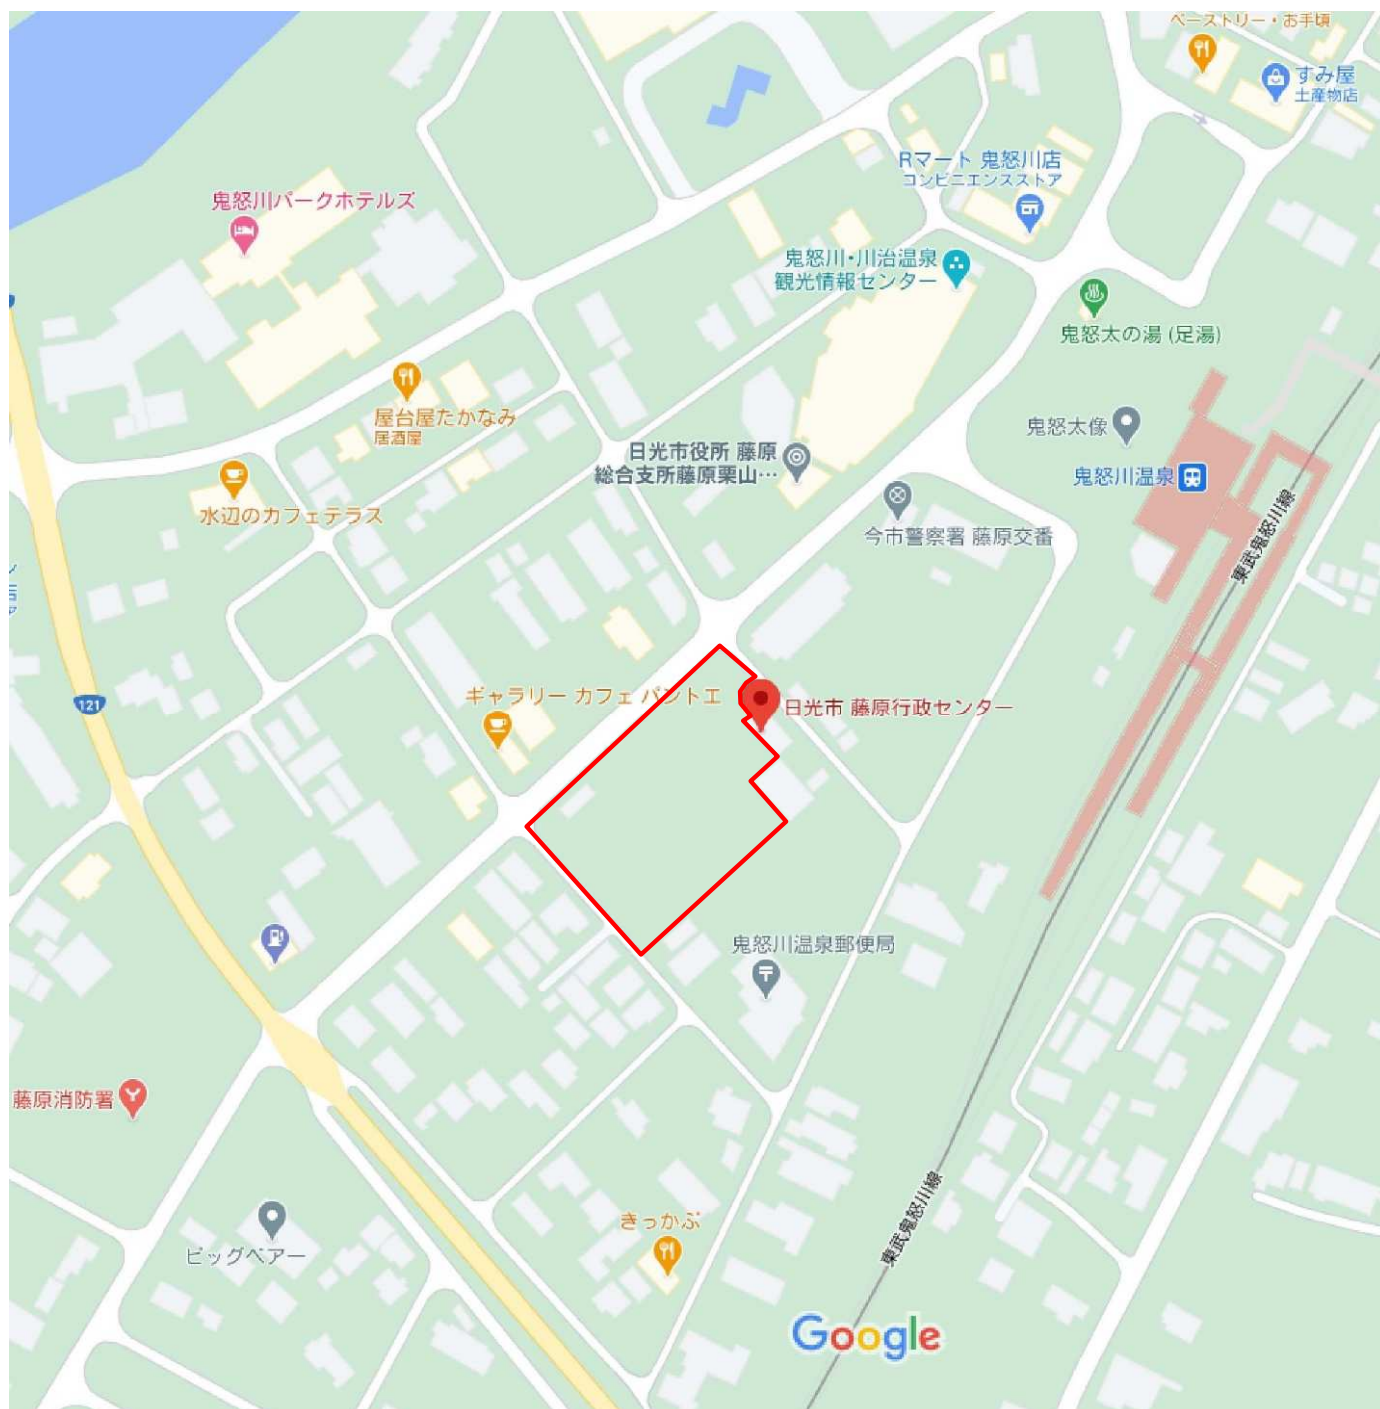 ペーストリー・お手頃
すみ屋
土産物店
Rマート 鬼怒川店
コンビニエンスストア
鬼怒川パークホテルズ
鬼怒川・川治温泉
観光情報センター
鬼怒太の湯 (足湯)
屋台屋たかなみ
居酒屋
鬼怒太像
日光市役所 藤原
総合支所藤原栗山…
鬼怒川温泉
水辺のカフェテラス
今市警察署 藤原交番
東武鬼怒川線
121
ギャラリー カフェ パントエ
日光市 藤原行政センター
鬼怒川温泉郵便局
藤原消防署
東武鬼怒川線
きっかぶ
ビッグベアー
Google